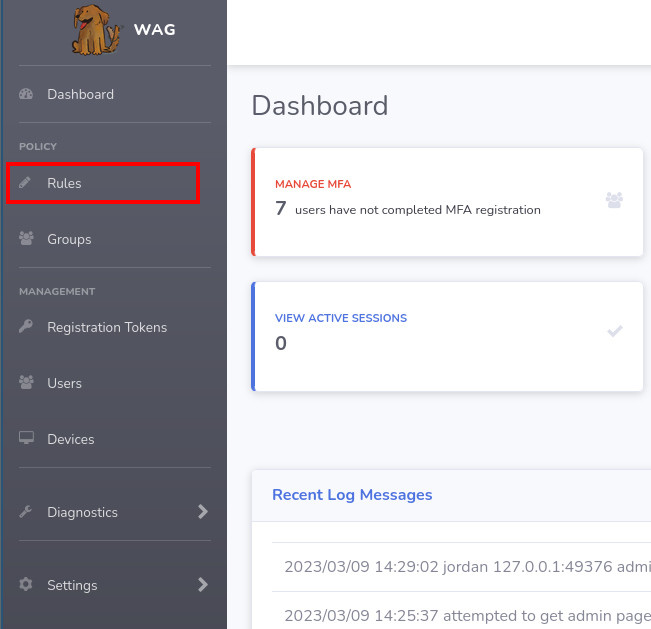 WAG
Dashboard
POLICY
Rules
Groups
MANAGEMENT
Registration Tokens
Users
Devices
Diagnostics
Settings
Dashboard
MANAGE MFA
7 users have not completed MFA registration
VIEW ACTIVE SESSIONS
0
Recent Log Messages
2023/03/09 14:29:02 jordan 127.0.0.1:49376 admi
2023/03/09 14:25:37 attempted to get admin page